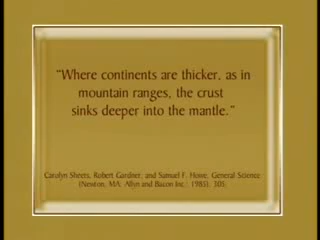 “Where continents are thicker, as in
mountain ranges, the crust
sinks deeper into the mantle.”
Carolyn Sheets, Robert Gardner, and Samuel F. Howe, General Science
(Newton, MA: Allyn and Bacon Inc., 1985), 305.